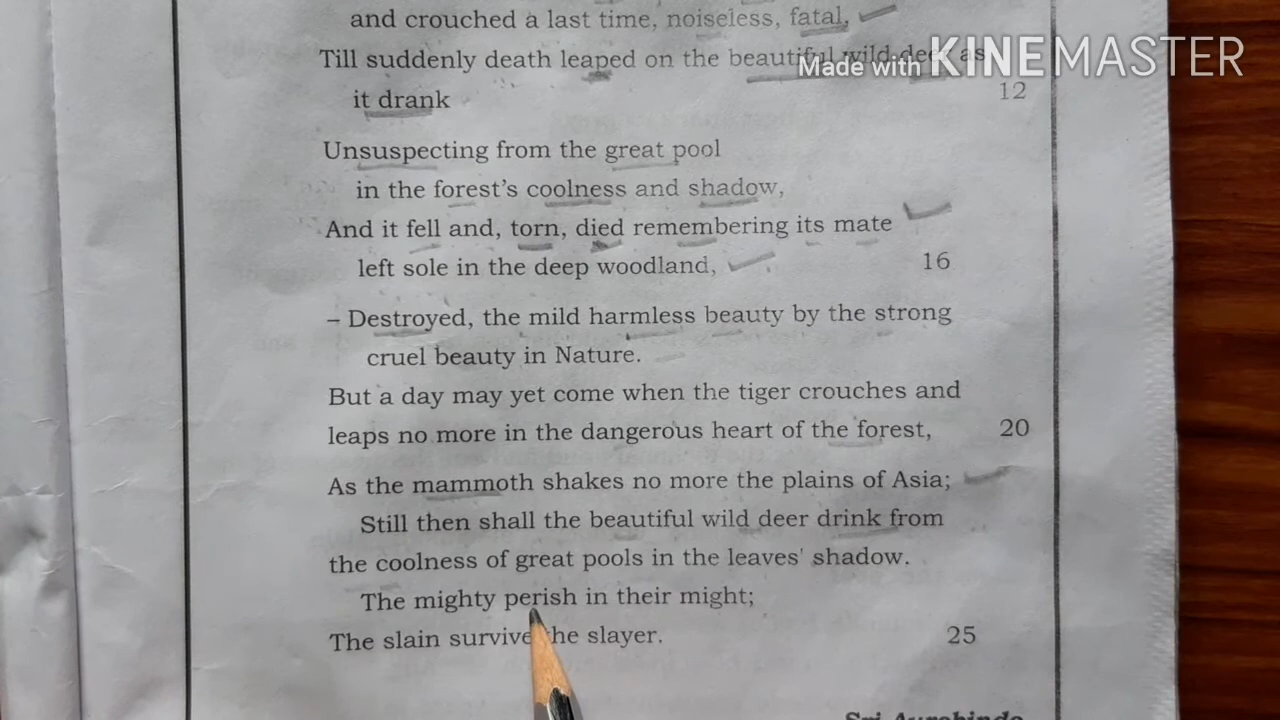 and crouched a last time, noiseless, fatal,
Till suddenly death leaped on the beautiful wild deer as
Made with KINEMASTER
it drank
12
Unsuspecting from the great pool
in the forest's coolness and shadow,
And it fell and, torn, died remembering its mate
left sole in the deep woodland,
16
– Destroyed, the mild harmless beauty by the strong
cruel beauty in Nature.
But a day may yet come when the tiger crouches and
leaps no more in the dangerous heart of the forest,
20
As the mammoth shakes no more the plains of Asia;
Still then shall the beautiful wild deer drink from
the coolness of great pools in the leaves' shadow.
The mighty perish in their might;
The slain survive the slayer.
25
Sri Aurobindo